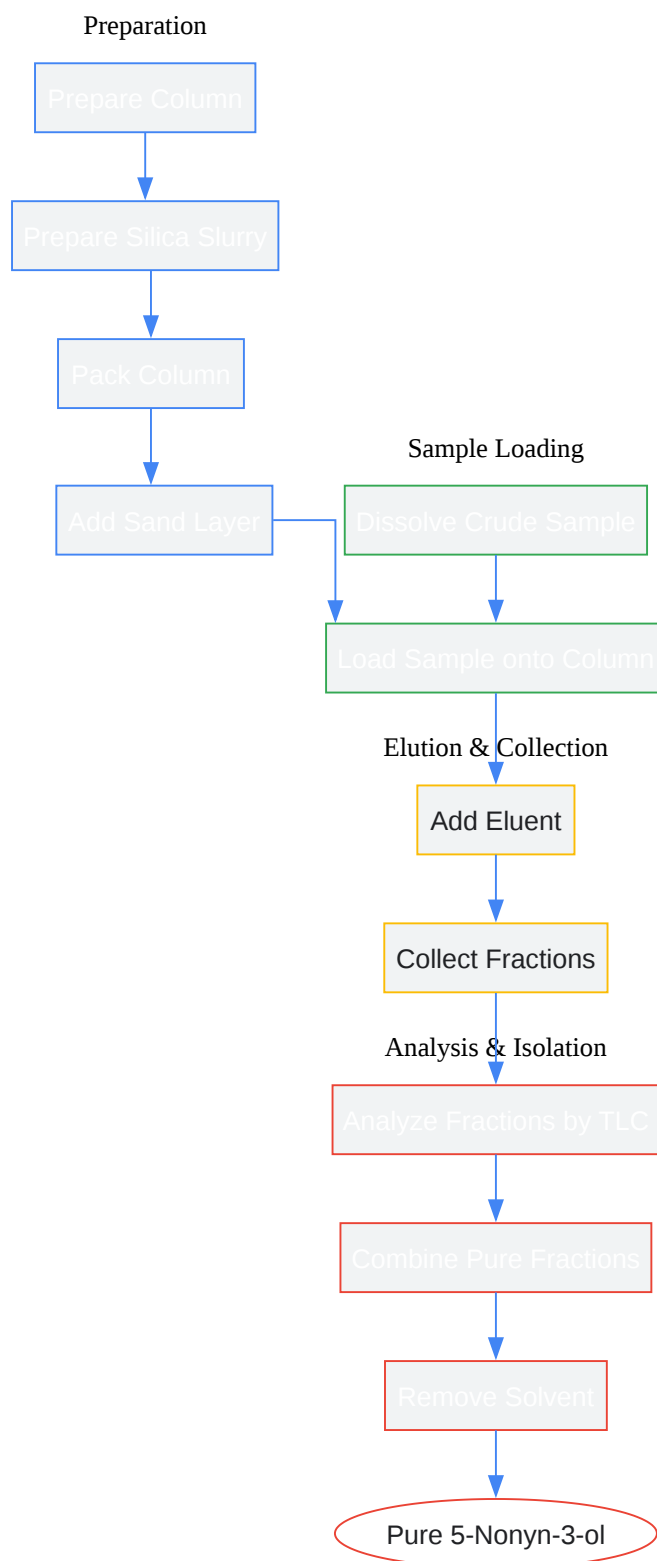 Preparation
Prepare Column
Prepare Silica Slurry
Pack Column
Add Sand Layer
Sample Loading
Dissolve Crude Sample
Load Sample onto Column
Elution & Collection
Add Eluent
Collect Fractions
Analysis & Isolation
Analyze Fractions by TLC
Combine Pure Fractions
Remove Solvent
Pure 5-Nonyn-3-ol